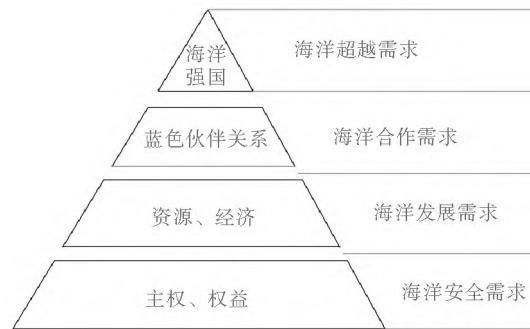 海洋
强国
海洋超越需求
蓝色伙伴关系
海洋合作需求
资源、经济
海洋发展需求
主权、权益
海洋安全需求